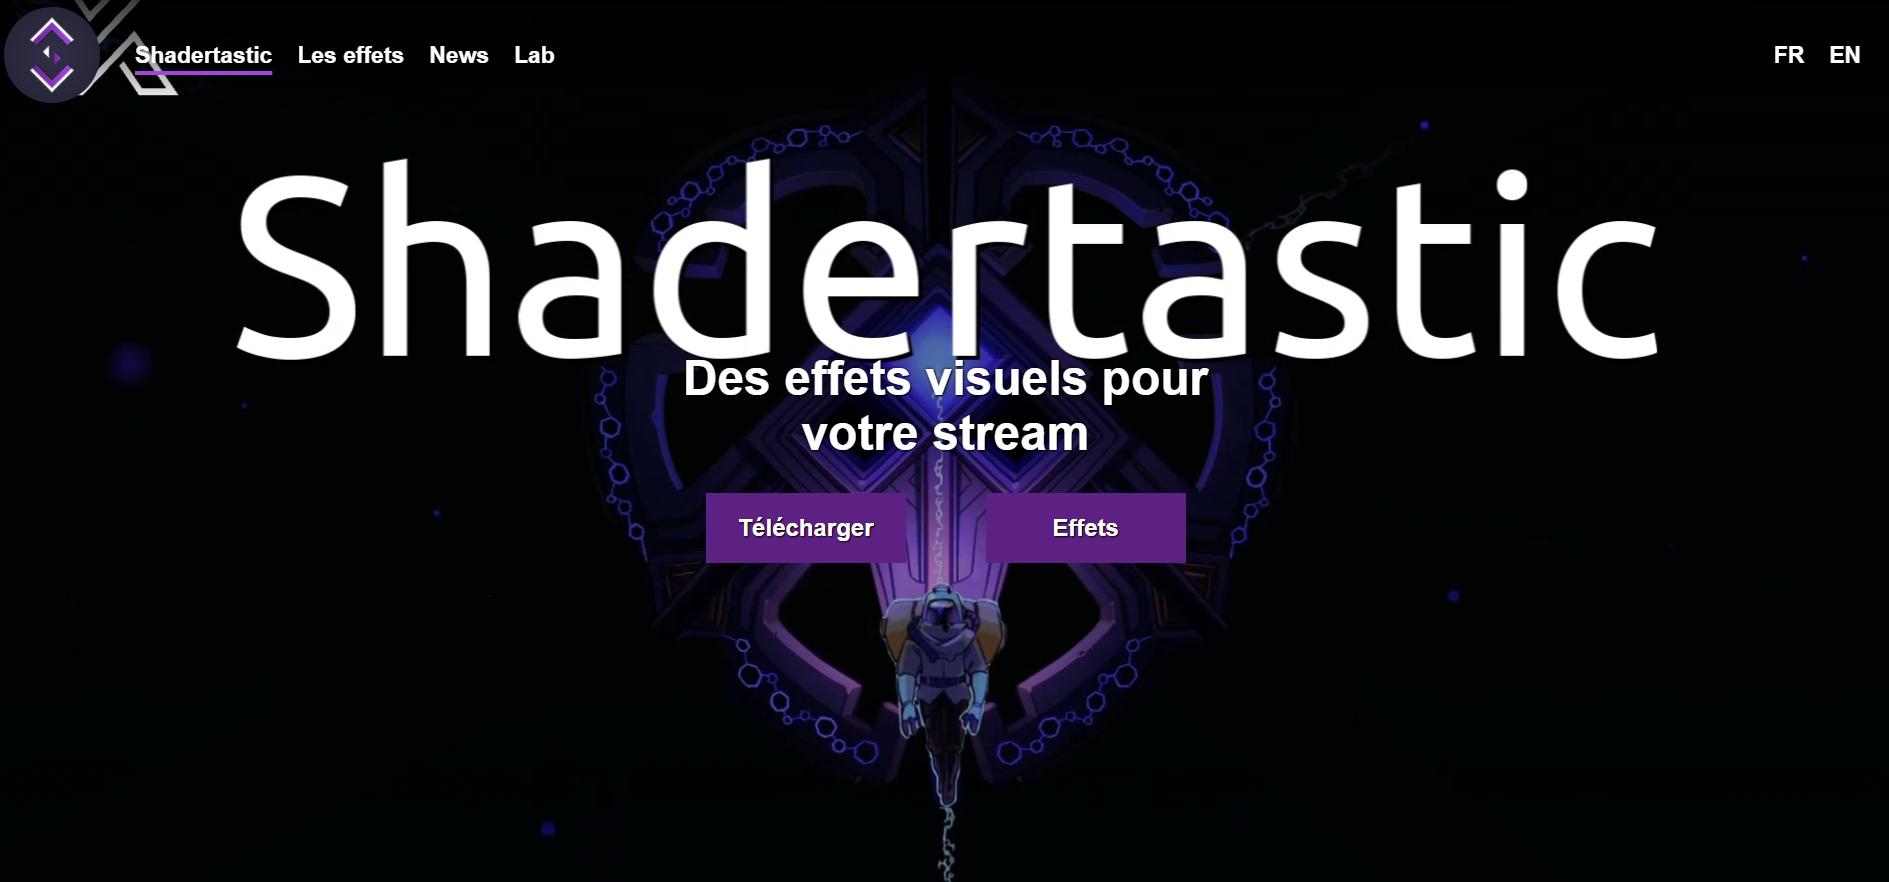 Shadertastic Les effets News Lab FR EN
Shadertastic
Des effets visuels pour
votre stream
Télécharger Effets